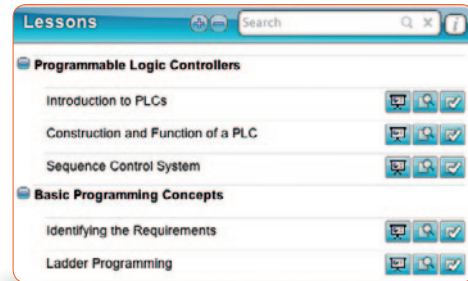 Lessons Search
Programmable Logic Controllers
Introduction to PLCs
Construction and Function of a PLC
Sequence Control System
Basic Programming Concepts
Identifying the Requirements
Ladder Programming